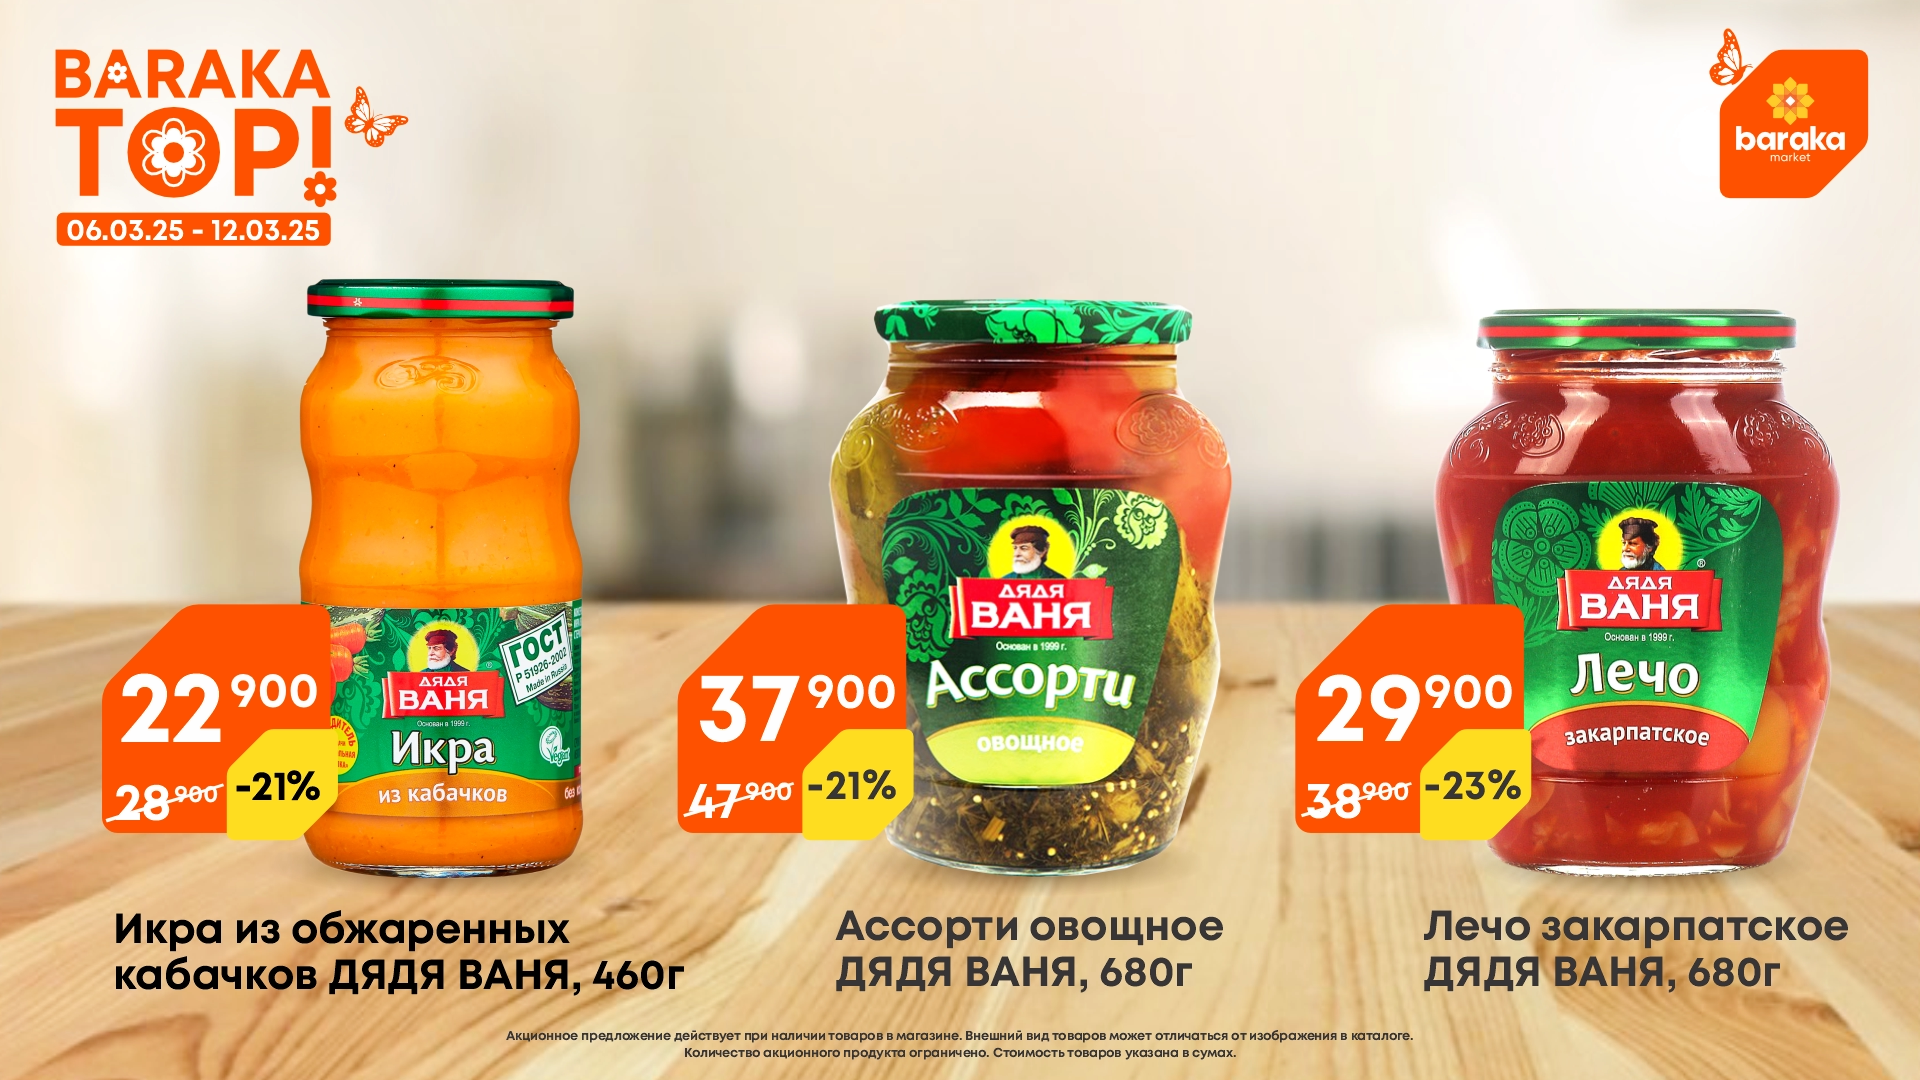 BARAKA
TOP!
06.03.25 - 12.03.25
baraka
market
22 900
28 900
-21%
ДЯДЯ
ВАНЯ
Основан в 1999 г.
Икра
из кабачков
ГОСТ
Р 51926-2002
Made in Russia
Vegan
без
37 900
47 900
-21%
ДЯДЯ
ВАНЯ
Основан в 1999 г.
Ассорти
овощное
29 900
38 900
-23%
ДЯДЯ
ВАНЯ
®
Основан в 1999 г.
Лечо
закарпатское
Икра из обжаренных
кабачков ДЯДЯ ВАНЯ, 460г
Ассорти овощное
ДЯДЯ ВАНЯ, 680г
Лечо закарпатское
ДЯДЯ ВАНЯ, 680г
Акционное предложение действует при наличии товаров в магазине. Внешний вид товаров может отличаться от изображения в каталоге.
Количество акционного продукта ограничено. Стоимость товаров указана в сумах.